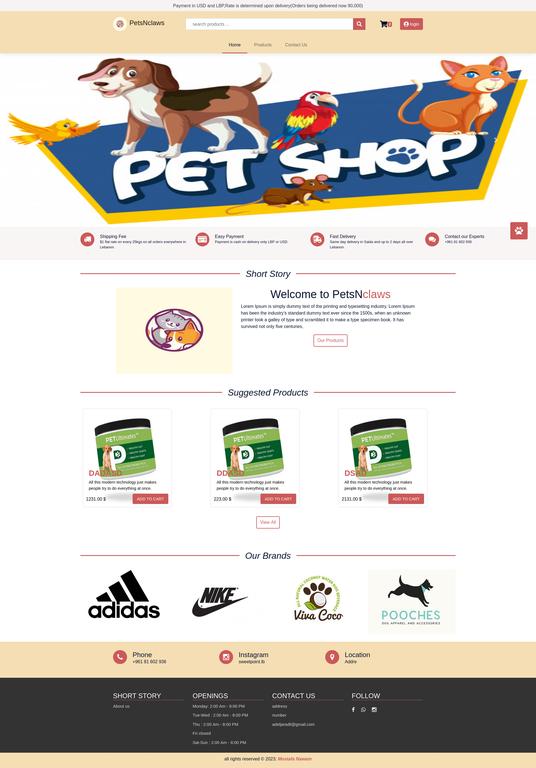 Payment in USD and LBP,Rate is determined upon delivery(Orders being delivered now 90,000)
PetsNclaws
search products ...
0
login
Home
Products
Contact Us
PET SHOP
Shipping Fee
$1 flat rate on every 25kgs on all orders everywhere in
Lebanon
Easy Payment
Payment is cash on delivery only LBP or USD
Fast Delivery
Same day delivery in Saida and up to 2 days all over
Lebanon
Contact our Experts
+961 81 602 936
Short Story
Welcome to PetsNclaws
Lorem Ipsum is simply dummy text of the printing and typesetting industry. Lorem Ipsum
has been the industry's standard dummy text ever since the 1500s, when an unknown
printer took a galley of type and scrambled it to make a type specimen book. It has
survived not only five centuries,
Our Products
Suggested Products
PETUltimates
PETUltimates
PETUltimates
DADASD
All this modern technology just makes
people try to do everything at once.
1231.00 $
ADD TO CART
DDASD
All this modern technology just makes
people try to do everything at once.
223.00 $
ADD TO CART
All this modern technology just makes
people try to do everything at once.
2131.00 $
ADD TO CART
View All
Our Brands
adidas
NIKE
Viva Coco
POOCHES
DOG APPAREL AND ACCESSORIES
Phone
+961 81 602 936
Instagram
sweetpoint.lb
Location
Addre
SHORT STORY
About us
OPENINGS
Monday: 2:00 Am - 8:00 PM
Tue-Wed : 2:00 Am - 8:00 PM
Thu : 2:00 Am - 8:00 PM
Fri closed
Sat-Sun : 2:00 Am - 8:00 PM
CONTACT US
address
number
adeljaradli@gmail.com
FOLLOW
all rights reserved © 2023; Mostafa Nawam